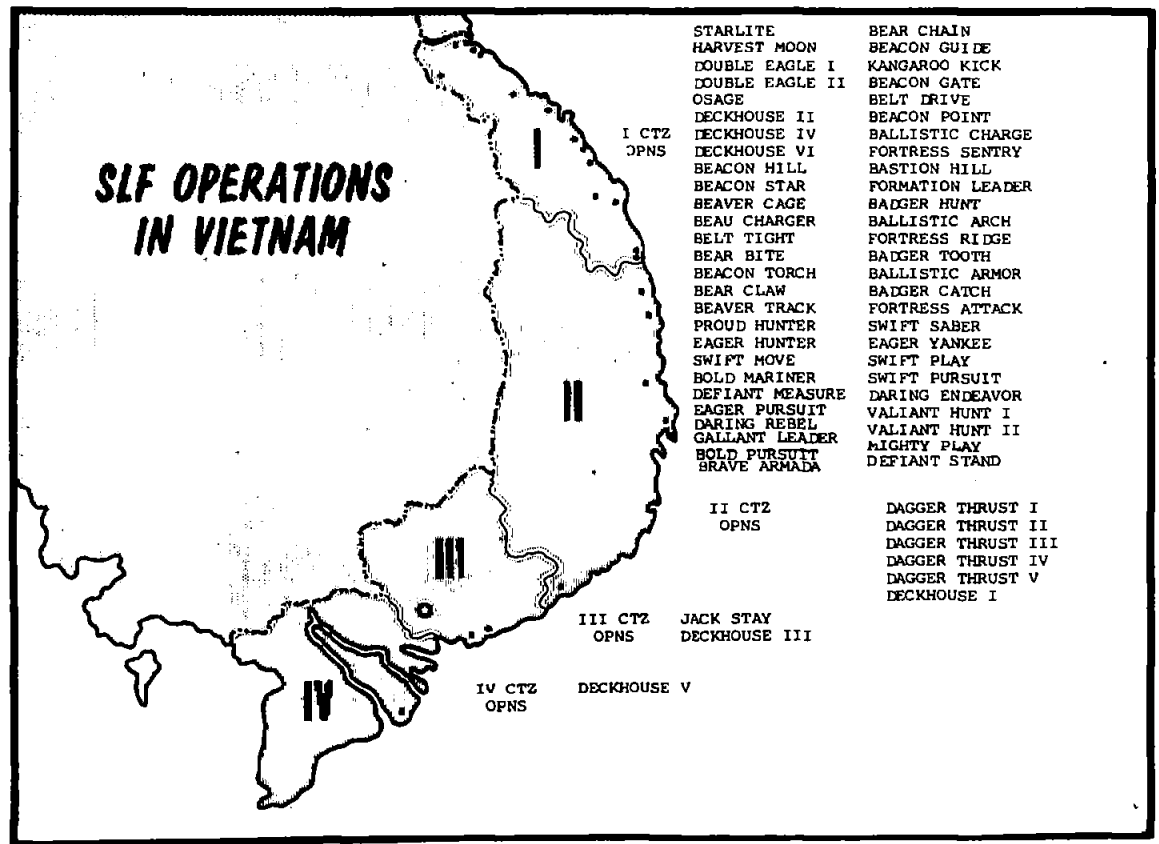 SLF OPERATIONS
IN VIETNAM
I
II
III
IV
I CTZ
OPNS
STARLITE
HARVEST MOON
DOUBLE EAGLE I
DOUBLE EAGLE II
OSAGE
DECKHOUSE II
DECKHOUSE IV
DECKHOUSE VI
BEACON HILL
BEACON STAR
BEAVER CAGE
BEAU CHARGER
BELT TIGHT
BEAR BITE
BEACON TORCH
BEAR CLAW
BEAVER TRACK
PROUD HUNTER
EAGER HUNTER
SWIFT MOVE
BOLD MARINER
DEFIANT MEASURE
EAGER PURSUIT
DARING REBEL
GALLANT LEADER
BOLD PURSUIT
BRAVE ARMADA
BEAR CHAIN
BEACON GUIDE
KANGAROO KICK
BEACON GATE
BELT DRIVE
BEACON POINT
BALLISTIC CHARGE
FORTRESS SENTRY
BASTION HILL
FORMATION LEADER
BADGER HUNT
BALLISTIC ARCH
FORTRESS RIDGE
BADGER TOOTH
BALLISTIC ARMOR
BADGER CATCH
FORTRESS ATTACK
SWIFT SABER
EAGER YANKEE
SWIFT PLAY
SWIFT PURSUIT
DARING ENDEAVOR
VALIANT HUNT I
VALIANT HUNT II
MIGHTY PLAY
DEFIANT STAND
II CTZ
OPNS
DAGGER THRUST I
DAGGER THRUST II
DAGGER THRUST III
DAGGER THRUST IV
DAGGER THRUST V
DECKHOUSE I
III CTZ
OPNS
JACK STAY
DECKHOUSE III
IV CTZ
OPNS
DECKHOUSE V